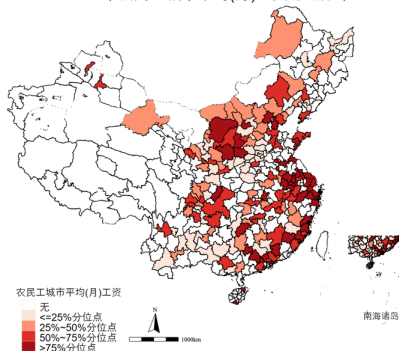 农民工城市平均(月)工资
无
<=25%分位点
25%~50%分位点
50%~75%分位点
>75%分位点
N
1000km
南海诸岛